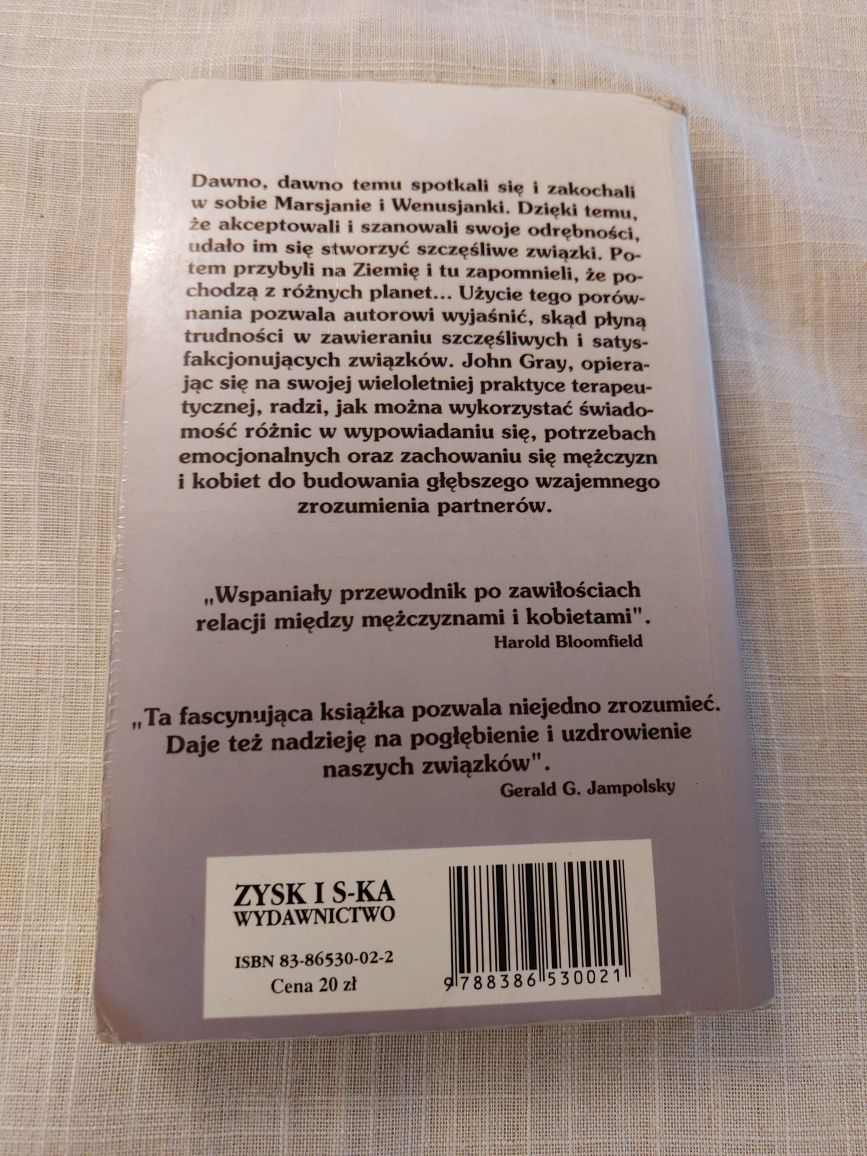 Dawno, dawno temu spotkali się i zakochali
w sobie Marsjanie i Wenusjanki. Dzięki temu,
że akceptowali i szanowali swoje odrębności,
udało im się stworzyć szczęśliwe związki. Po-
tem przybyli na Ziemię i tu zapomnieli, że po-
chodzą z różnych planet... Użycie tego porów-
nania pozwala autorowi wyjaśnić, skąd płyną
trudności w zawieraniu szczęśliwych i satys-
fakcjonujących związków. John Gray, opiera-
jąc się na swojej wieloletniej praktyce terapeu-
tycznej, radzi, jak można wykorzystać świado-
mość różnic w wypowiadaniu się, potrzebach
emocjonalnych oraz zachowaniu się mężczyzn
i kobiet do budowania głębszego wzajemnego
zrozumienia partnerów.
„Wspaniały przewodnik po zawiłościach
relacji między mężczyznami i kobietami".
Harold Bloomfield
„Ta fascynująca książka pozwala niejedno zrozumieć.
Daje też nadzieję na pogłębienie i uzdrowienie
naszych związków".
Gerald G. Jampolsky
ZYSK I S-KA
WYDAWNICTWO
ISBN 83-86530-02-2
Cena 20 zł
9 788386 530021